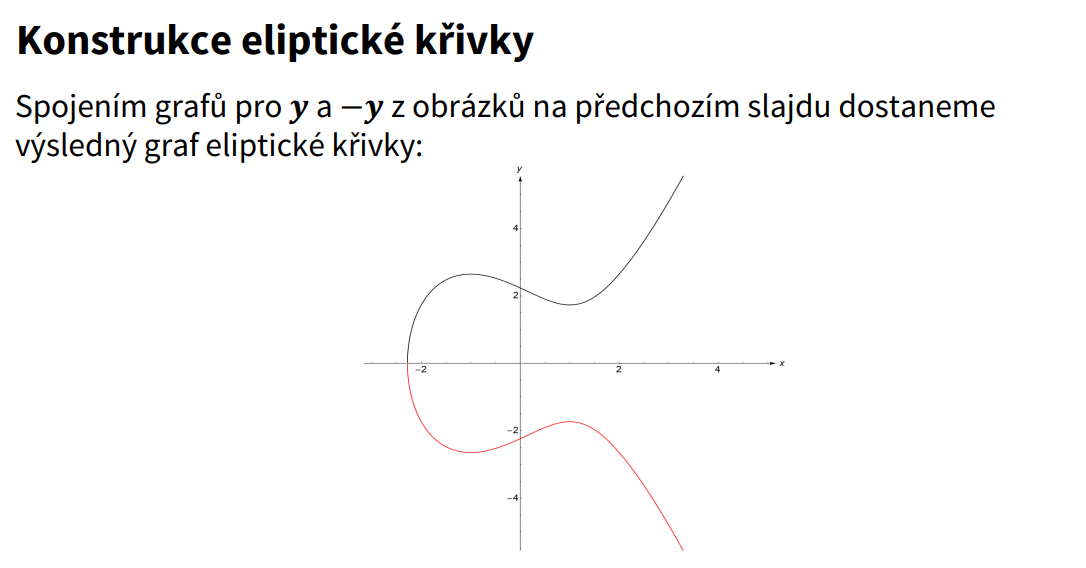 Konstrukce eliptické křivky
Spojením grafů pro y a −y z obrázků na předchozím slajdu dostaneme
výsledný graf eliptické křivky:
y
4
2
−2
2
4
x
−2
−4